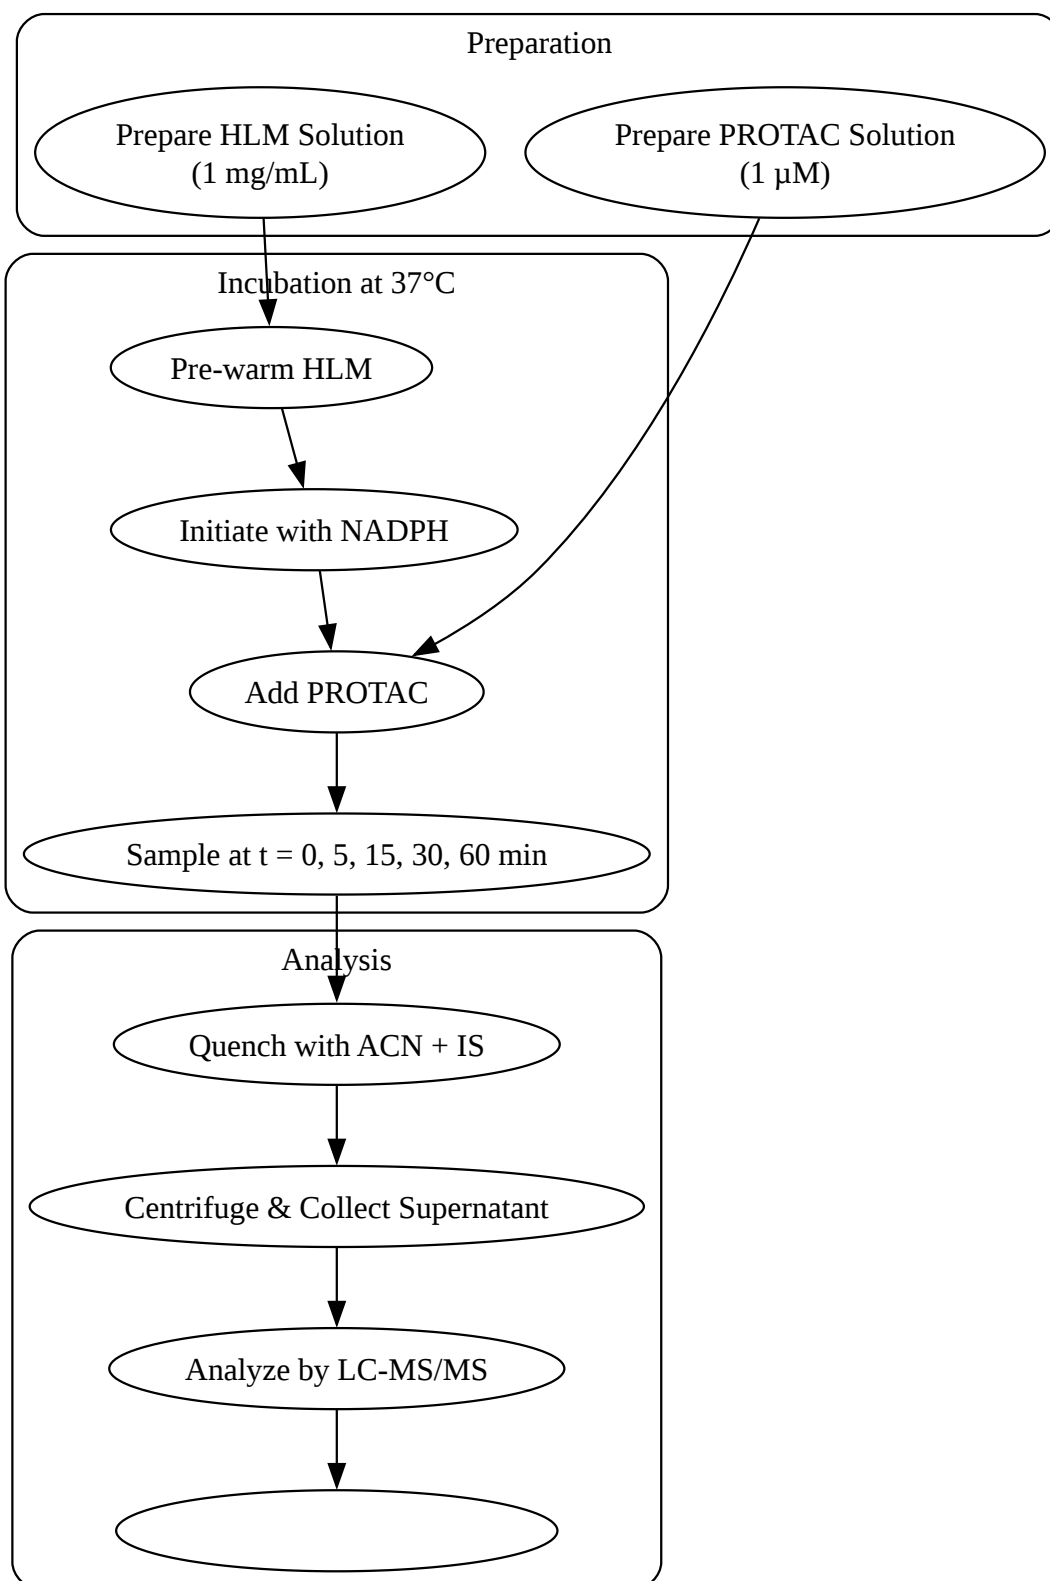 Preparation
Prepare HLM Solution
(1 mg/mL)
Prepare PROTAC Solution
(1 µM)
Incubation at 37°C
Pre-warm HLM
Initiate with NADPH
Add PROTAC
Sample at t = 0, 5, 15, 30, 60 min
Analysis
Quench with ACN + IS
Centrifuge & Collect Supernatant
Analyze by LC-MS/MS